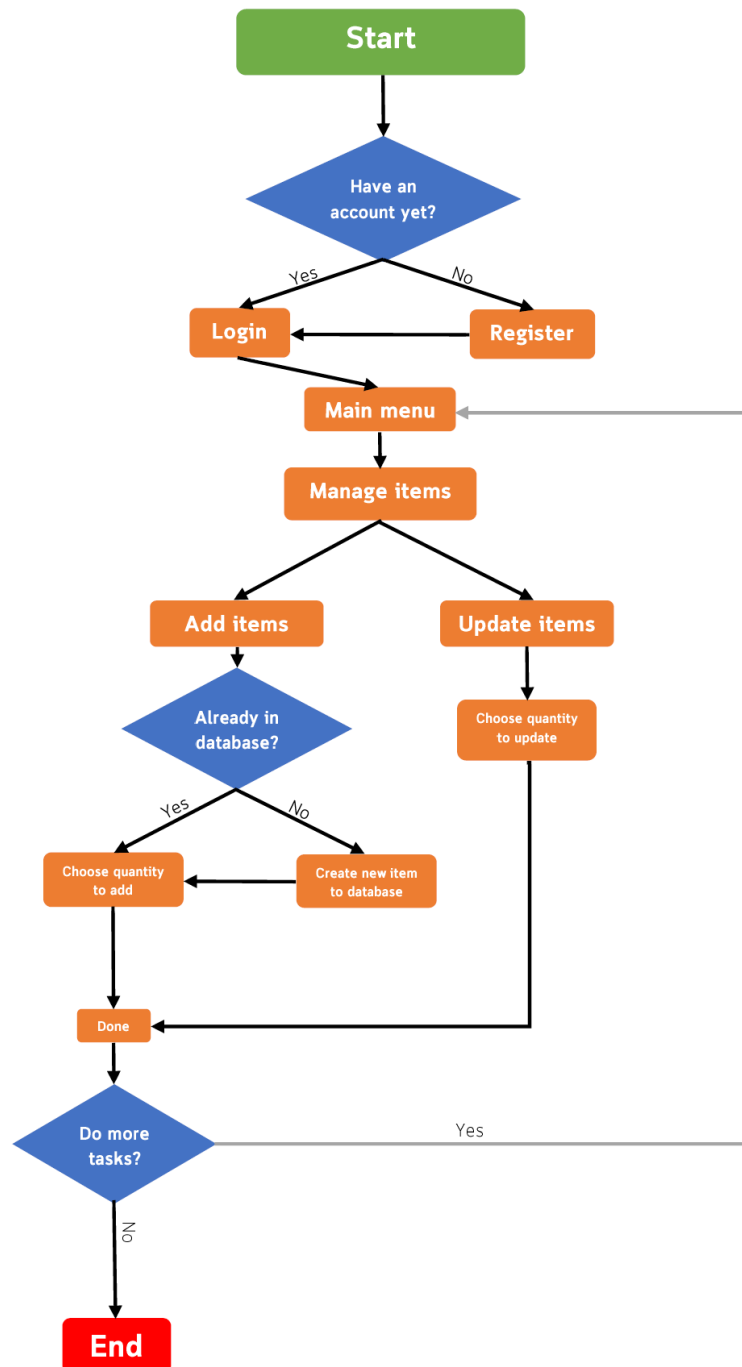 Start
Have an
account yet?
Yes
No
Login
Register
Main menu
Manage items
Add items
Update items
Already in
database?
Choose quantity
to update
Yes
No
Choose quantity
to add
Create new item
to database
Done
Do more
tasks?
Yes
No
End